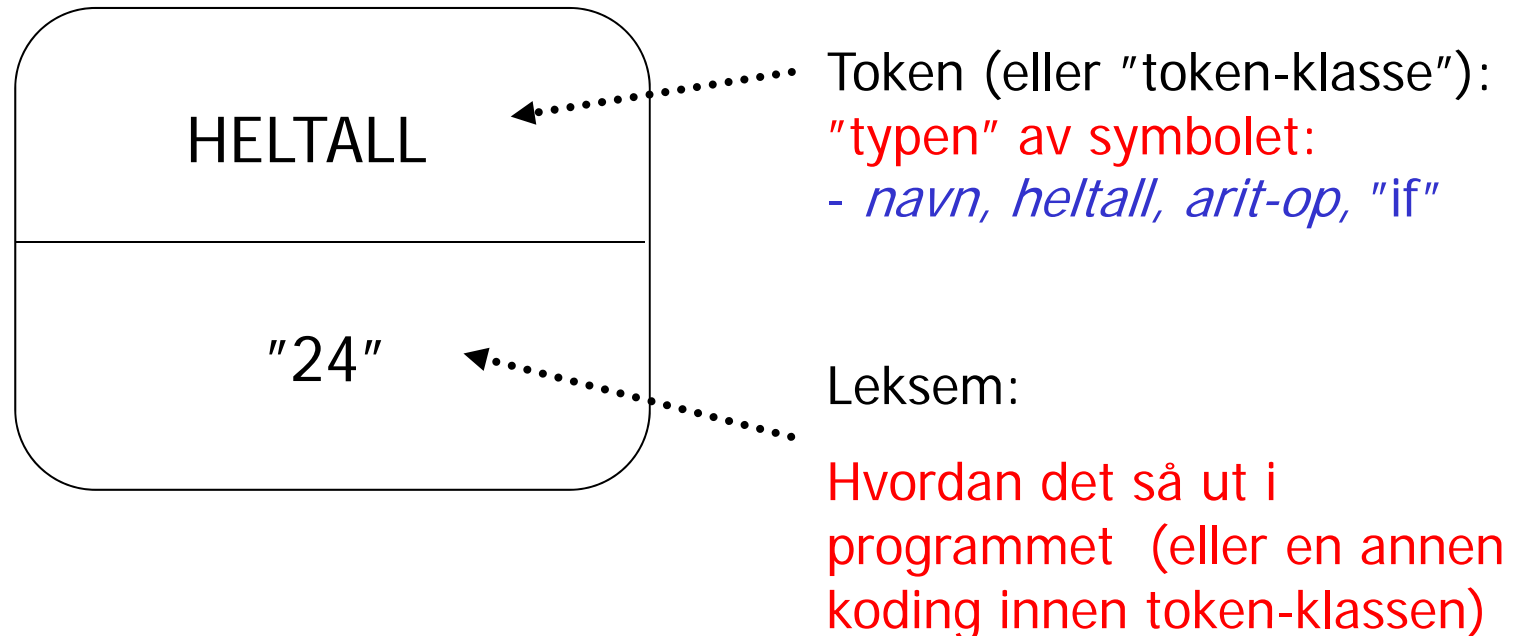 HELTALL
"24"
Token (eller "token-klasse"):
"typen" av symbolet:
- navn, heltall, arit-op, "if"
Leksem:
Hvordan det så ut i
programmet (eller en annen
koding innen token-klassen)